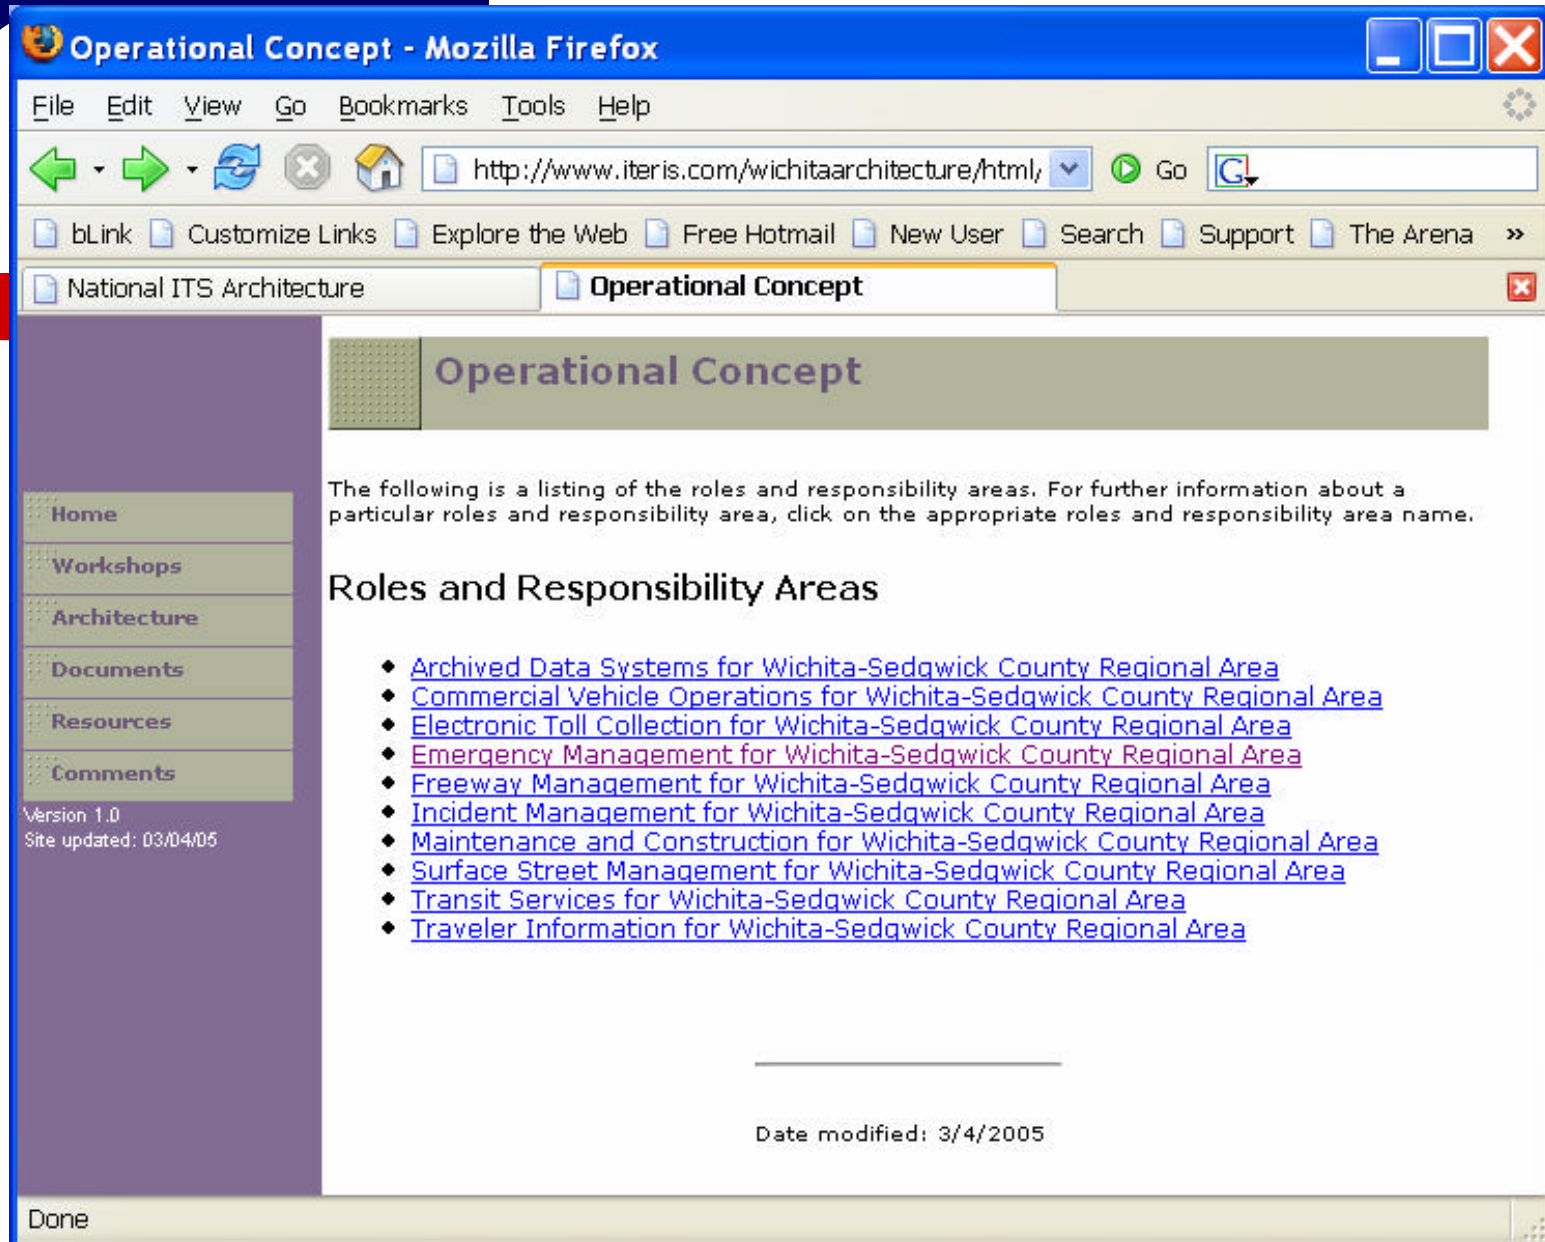 Operational Concept - Mozilla Firefox
File Edit View Go Bookmarks Tools Help
http://www.iteris.com/wichitaarchitecture/html/ Go G
bLink Customize Links Explore the Web Free Hotmail New User Search Support The Arena »
National ITS Architecture Operational Concept
Operational Concept
The following is a listing of the roles and responsibility areas. For further information about a
particular roles and responsibility area, click on the appropriate roles and responsibility area name.
Home
Workshops
Architecture
Documents
Resources
Comments
Version 1.0
Site updated: 03/04/05
Roles and Responsibility Areas
Archived Data Systems for Wichita-Sedgwick County Regional Area
Commercial Vehicle Operations for Wichita-Sedgwick County Regional Area
Electronic Toll Collection for Wichita-Sedgwick County Regional Area
Emergency Management for Wichita-Sedgwick County Regional Area
Freeway Management for Wichita-Sedgwick County Regional Area
Incident Management for Wichita-Sedgwick County Regional Area
Maintenance and Construction for Wichita-Sedgwick County Regional Area
Surface Street Management for Wichita-Sedgwick County Regional Area
Transit Services for Wichita-Sedgwick County Regional Area
Traveler Information for Wichita-Sedgwick County Regional Area
Date modified: 3/4/2005
Done